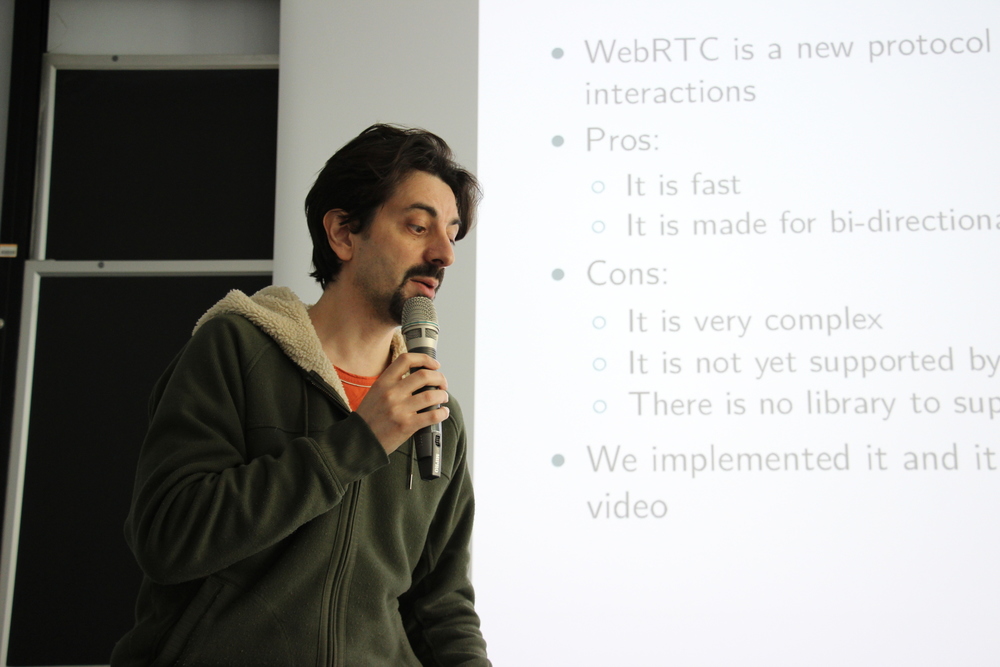 WebRTC is a new protocol
interactions
Pros:
It is fast
It is made for bi-directiona
Cons:
It is very complex
It is not yet supported by
There is no library to sup
We implemented it and it
video